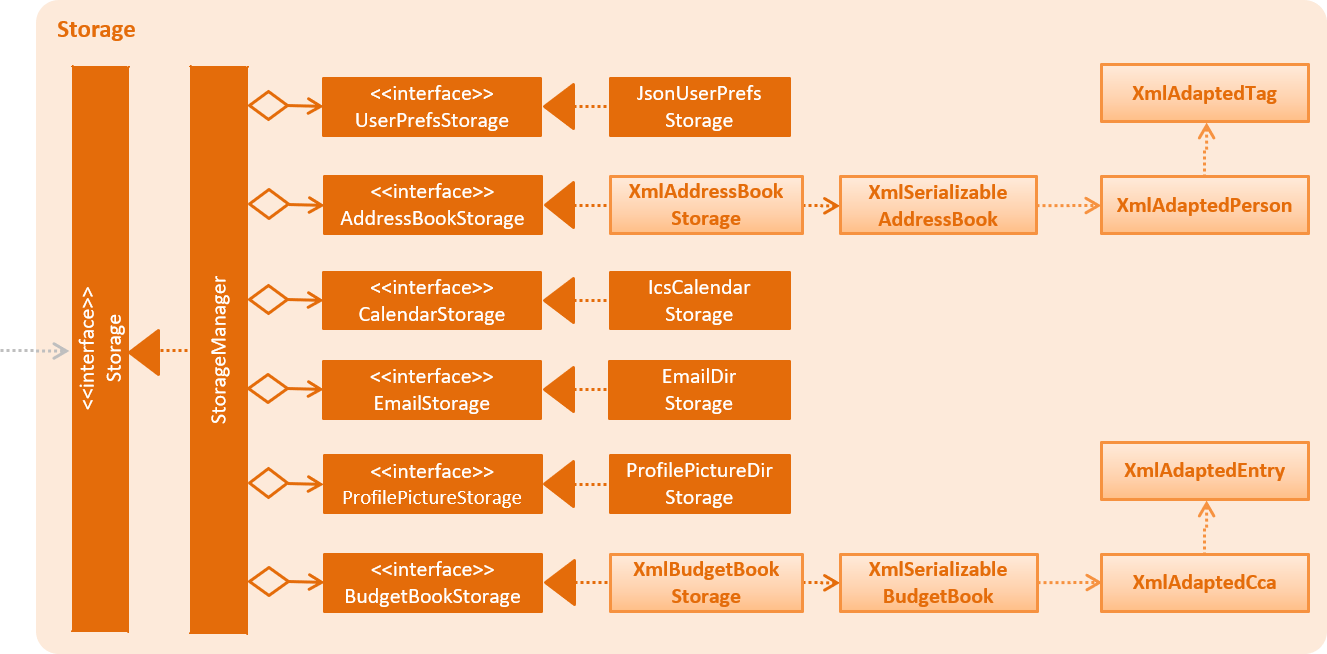 Storage
<<interface>>
Storage
StorageManager
<<interface>>
UserPrefsStorage
JsonUserPrefs
Storage
XmlAdaptedTag
<<interface>>
AddressBookStorage
XmlAddressBook
Storage
XmlSerializable
AddressBook
XmlAdaptedPerson
<<interface>>
CalendarStorage
IcsCalendar
Storage
<<interface>>
EmailStorage
EmailDir
Storage
<<interface>>
ProfilePictureStorage
ProfilePictureDir
Storage
XmlAdaptedEntry
<<interface>>
BudgetBookStorage
XmlBudgetBook
Storage
XmlSerializable
BudgetBook
XmlAdaptedCca